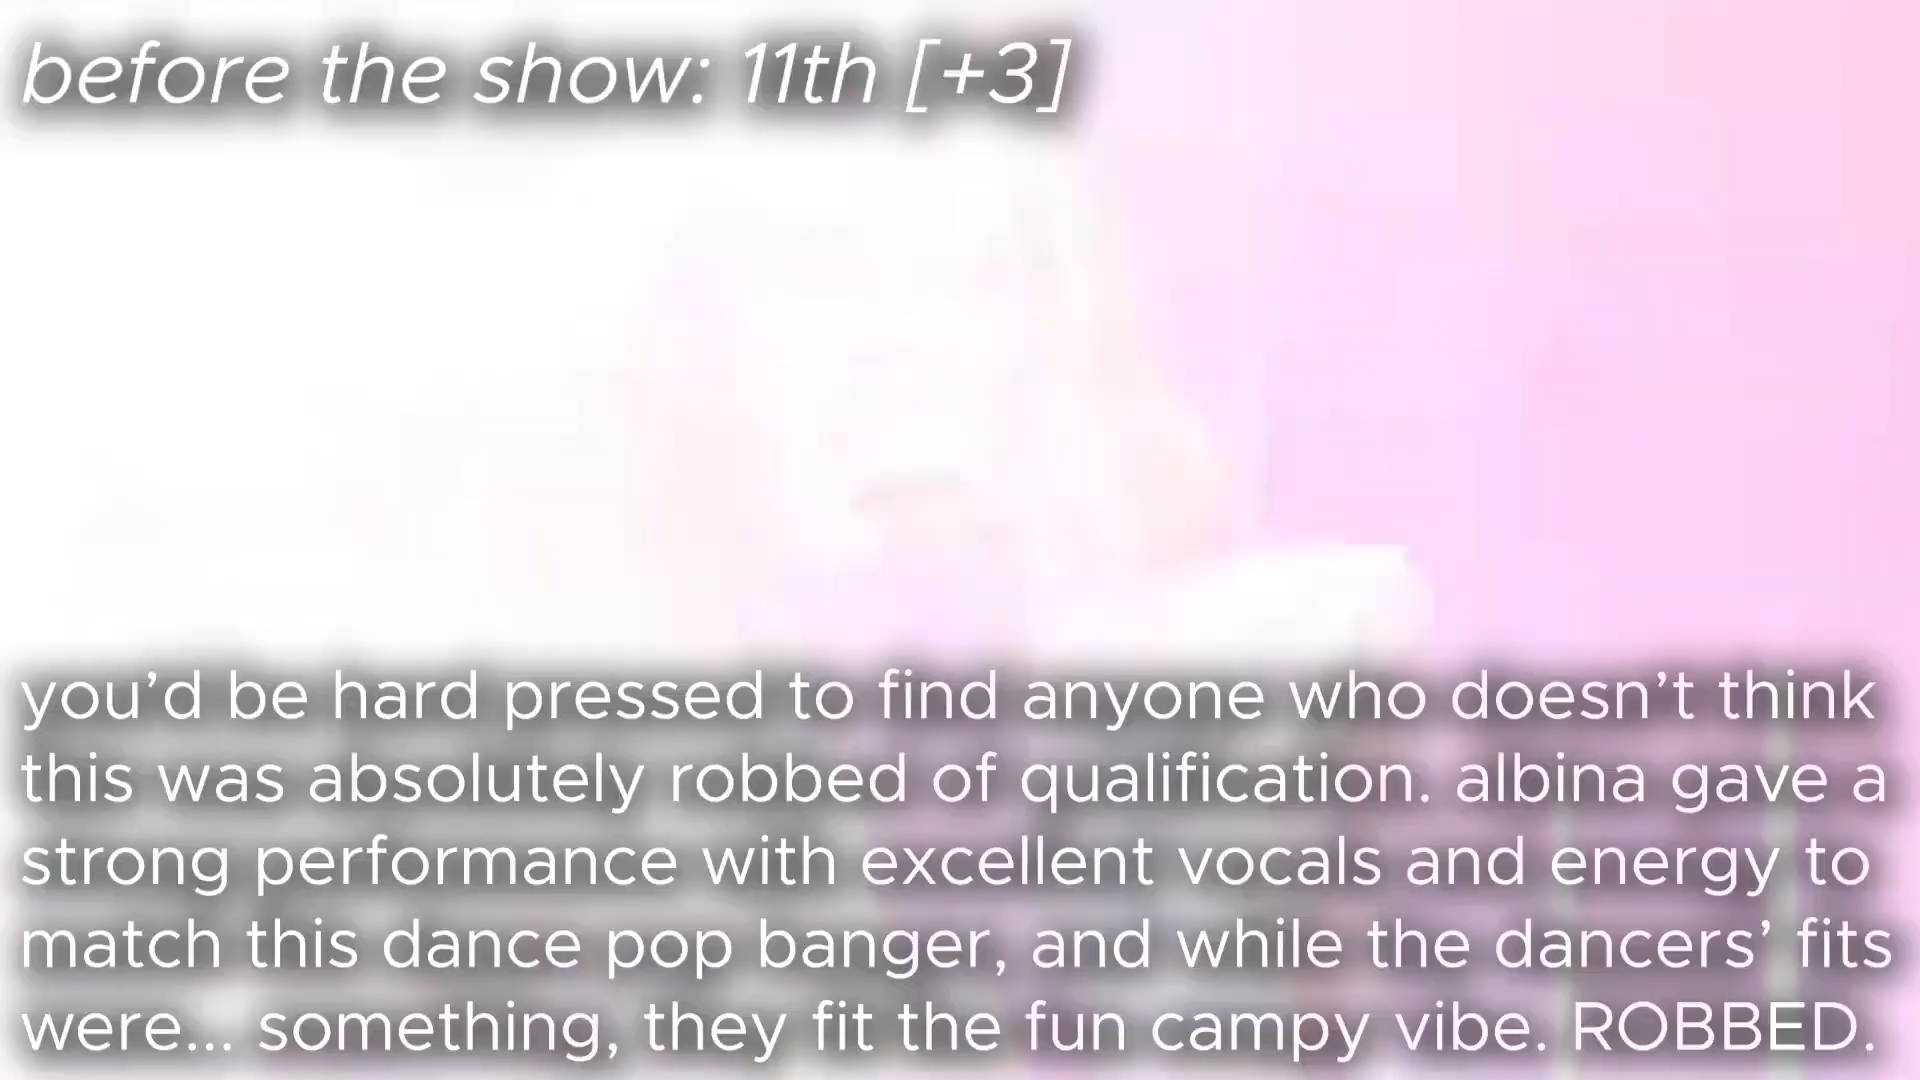 before the show: 11th [+3]
you’d be hard pressed to find anyone who doesn’t think
this was absolutely robbed of qualification. albina gave a
strong performance with excellent vocals and energy to
match this dance pop banger, and while the dancers’ fits
were... something, they fit the fun campy vibe. ROBBED.